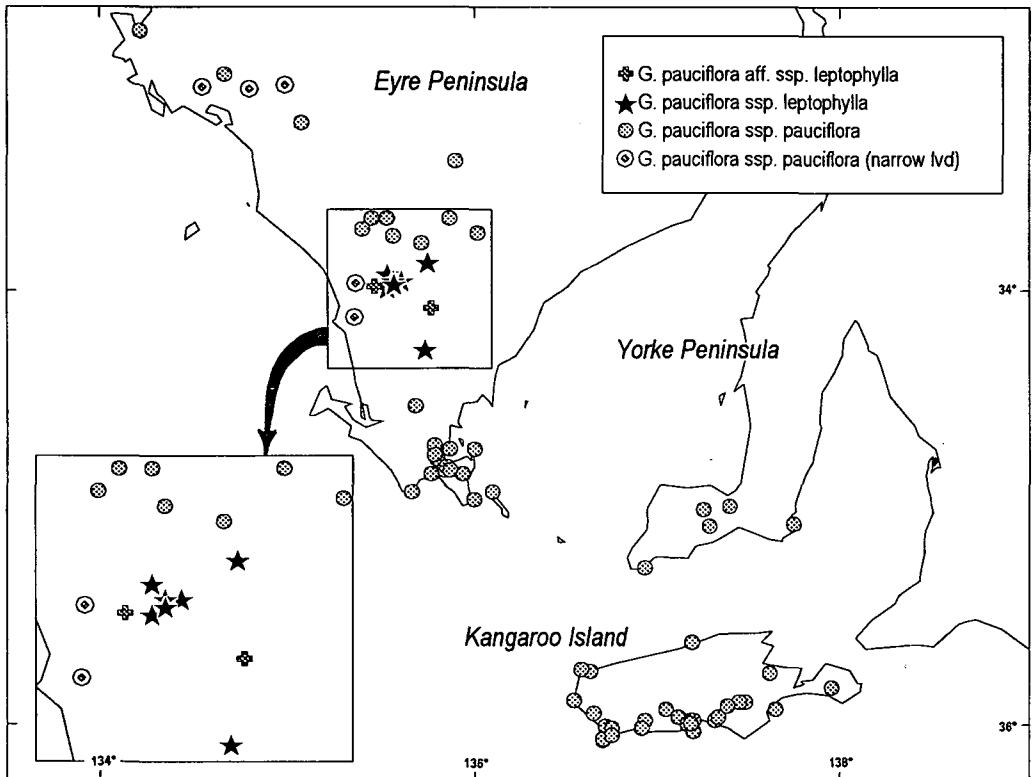 Eyre Peninsula
G. pauciflora aff. ssp. leptophylla
G. pauciflora ssp. leptophylla
G. pauciflora ssp. pauciflora
G. pauciflora ssp. pauciflora (narrow lvd)
34°
Yorke Peninsula
Kangaroo Island
36°
134°
136°
138°